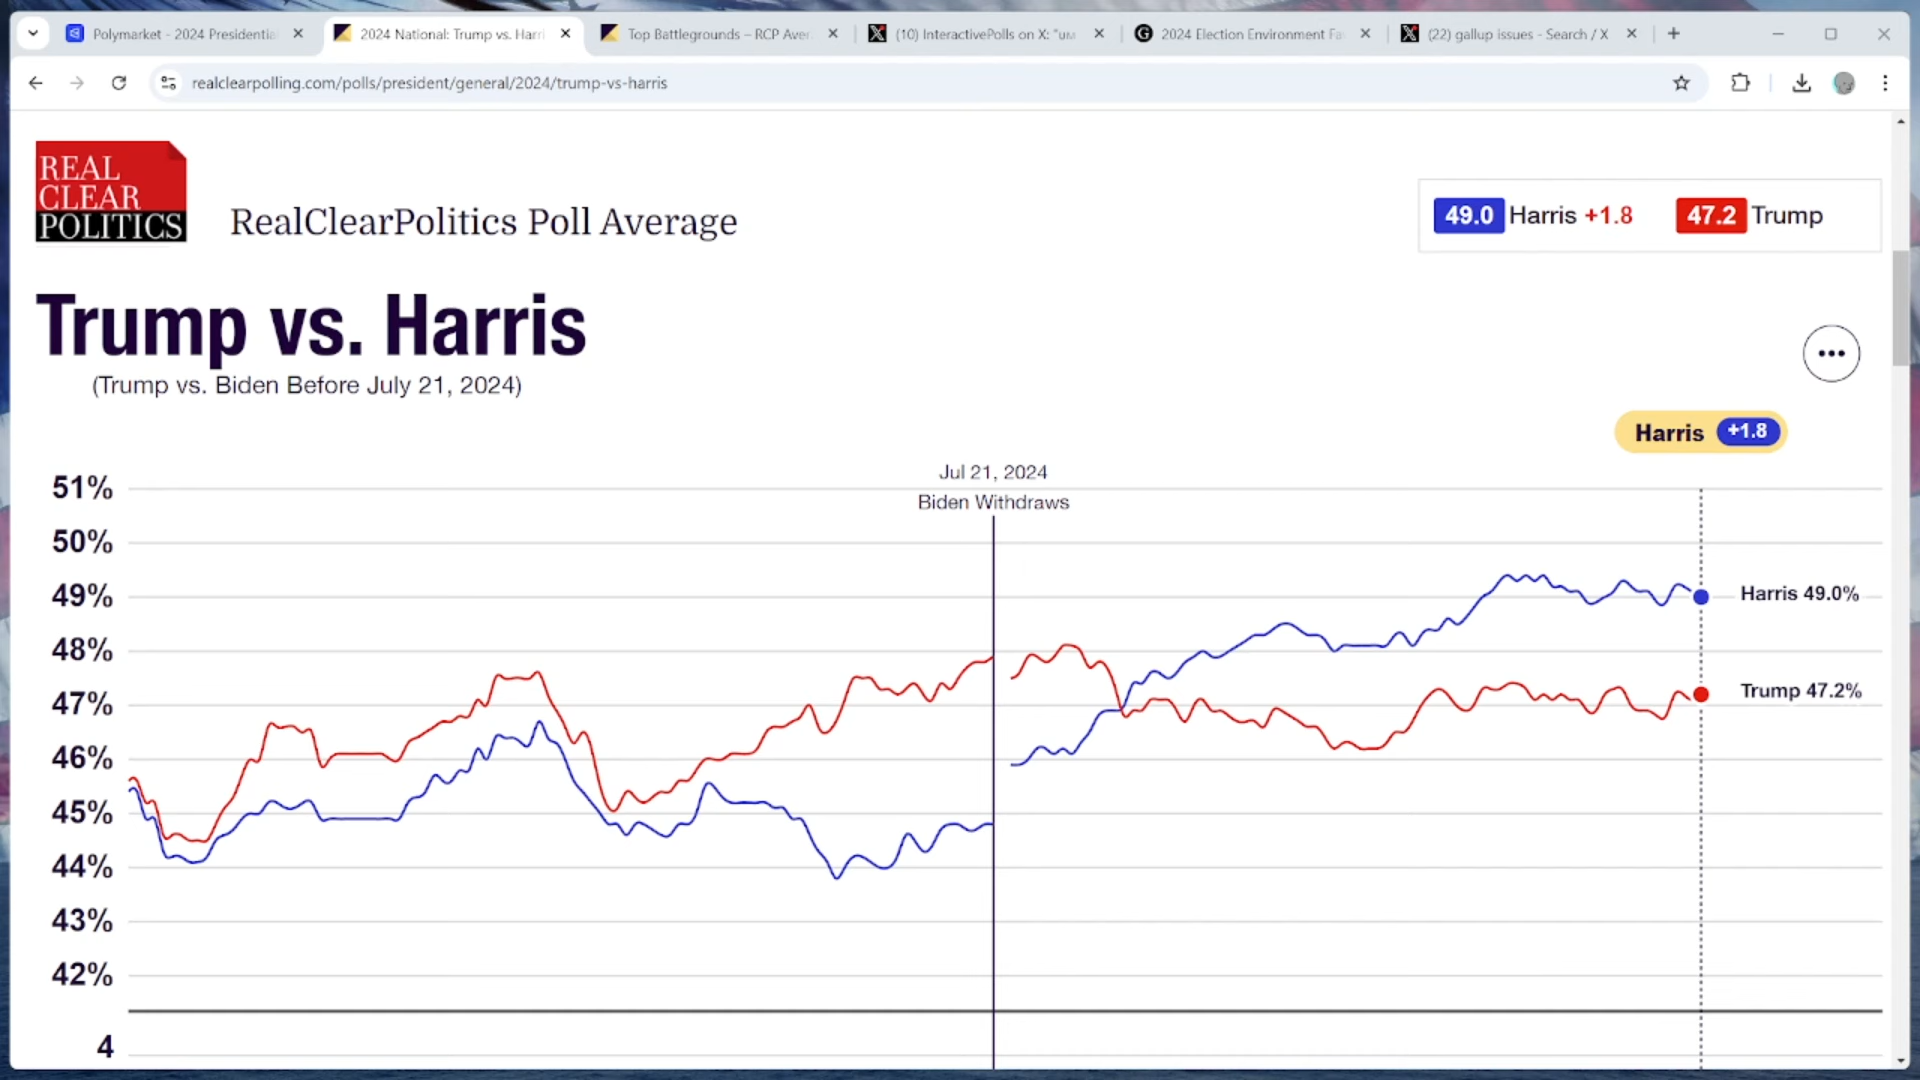 Polymarket - 2024 Presidentia
2024 National: Trump vs. Harri
Top Battlegrounds – RCP Aver
(10) InteractivePolls on X: "ᴜᴍ
2024 Election Environment Fav
(22) gallup issues - Search / X
realclearpolling.com/polls/president/general/2024/trump-vs-harris
REAL
CLEAR
POLITICS
RealClearPolitics Poll Average
49.0 Harris +1.8 47.2 Trump
Trump vs. Harris
(Trump vs. Biden Before July 21, 2024)
Harris +1.8
Jul 21, 2024
Biden Withdraws
51%
50%
49%
48%
47%
46%
45%
44%
43%
42%
4
Harris 49.0%
Trump 47.2%